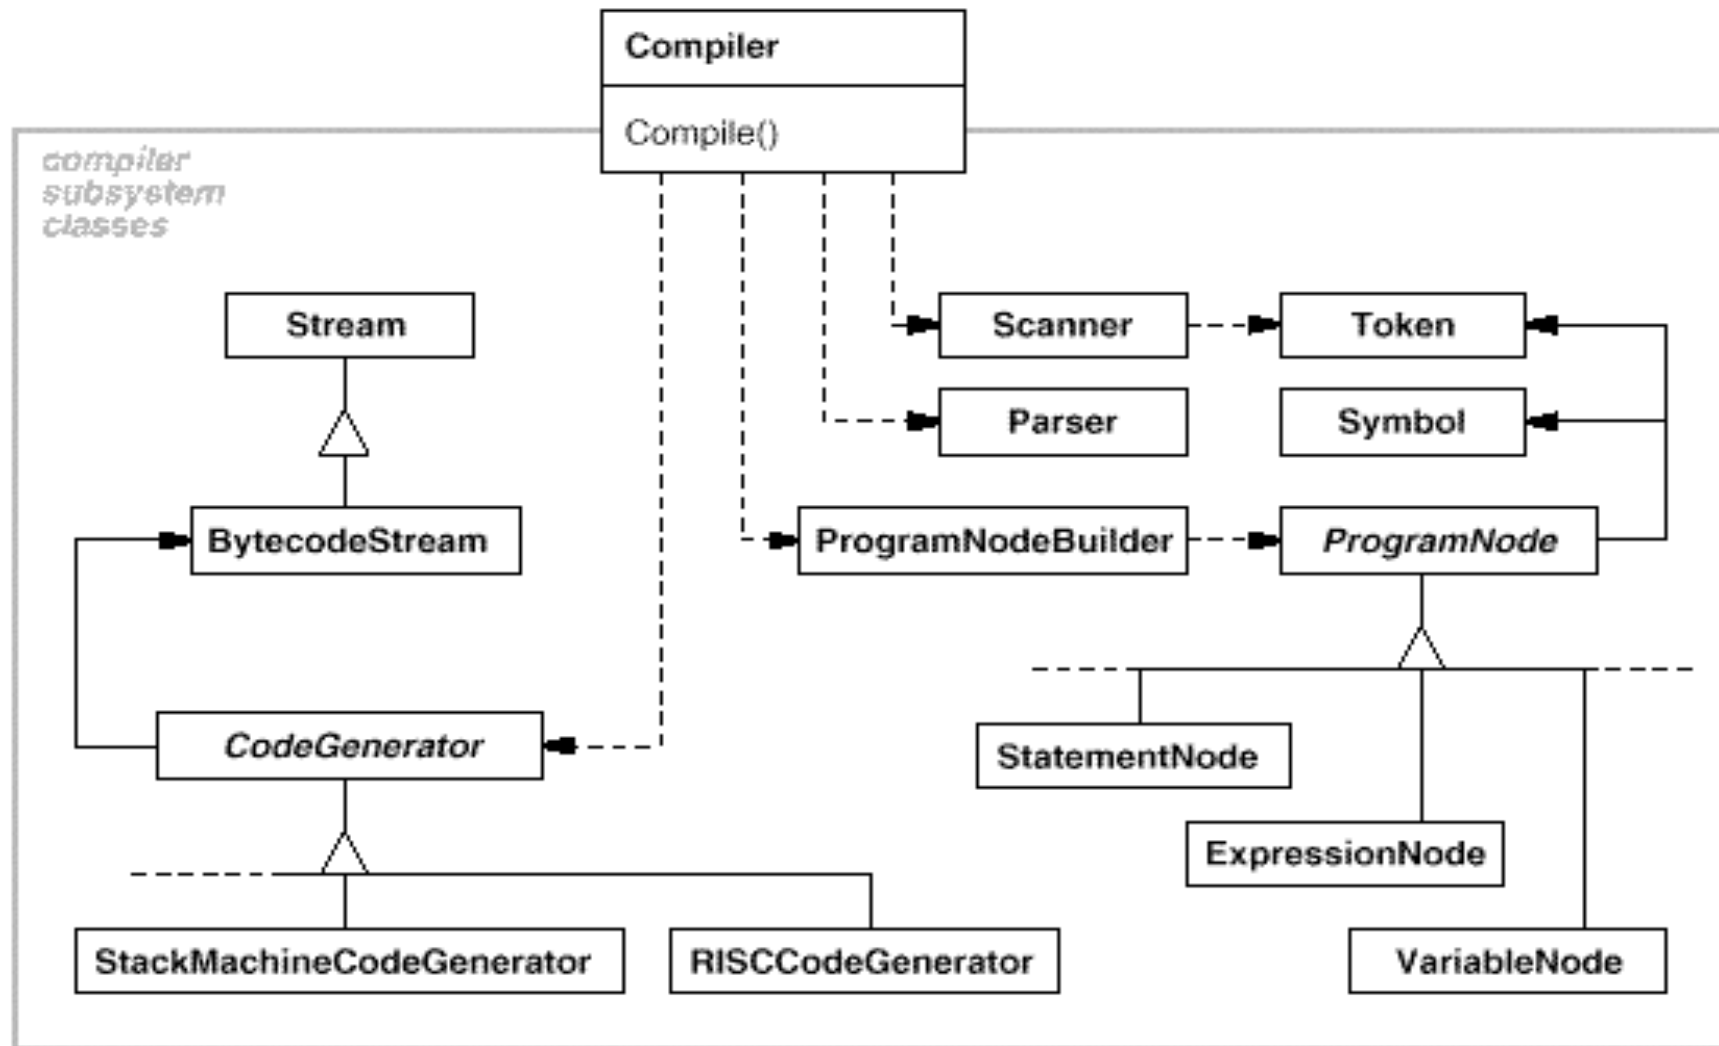 Compiler
Compile()
compiler
subsystem
classes
Stream
Scanner
Token
Parser
Symbol
BytecodeStream
ProgramNodeBuilder
ProgramNode
CodeGenerator
StatementNode
ExpressionNode
StackMachineCodeGenerator
RISCCodeGenerator
VariableNode